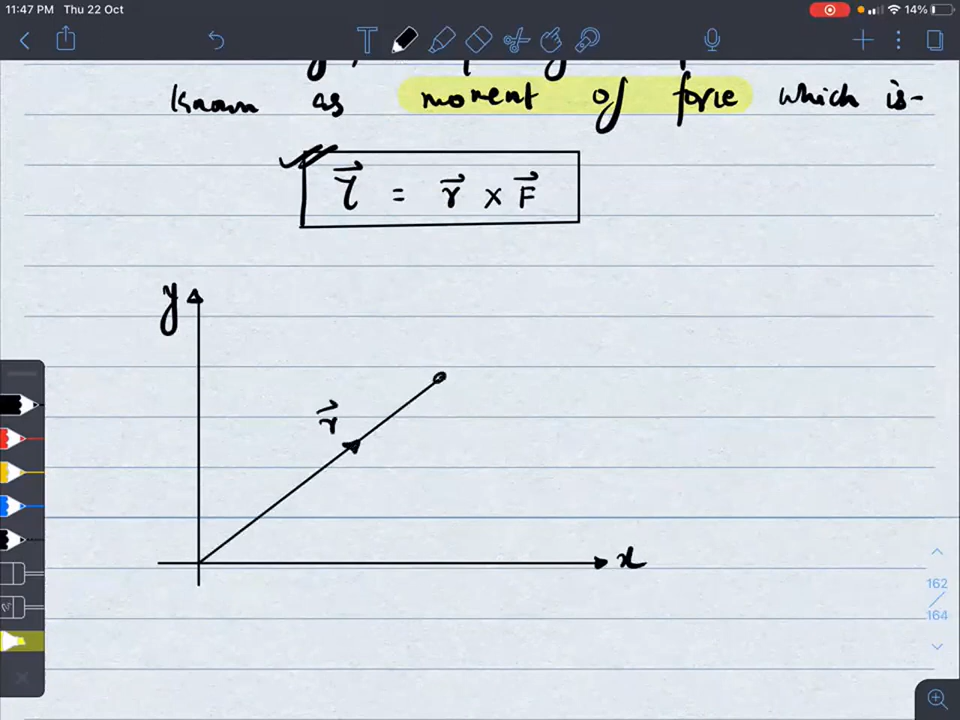 11:47 PM Thu 22 Oct 14%
known as moment of force which is-
τ⃗ = r⃗ × F⃗
y
r⃗
x
162
/
164